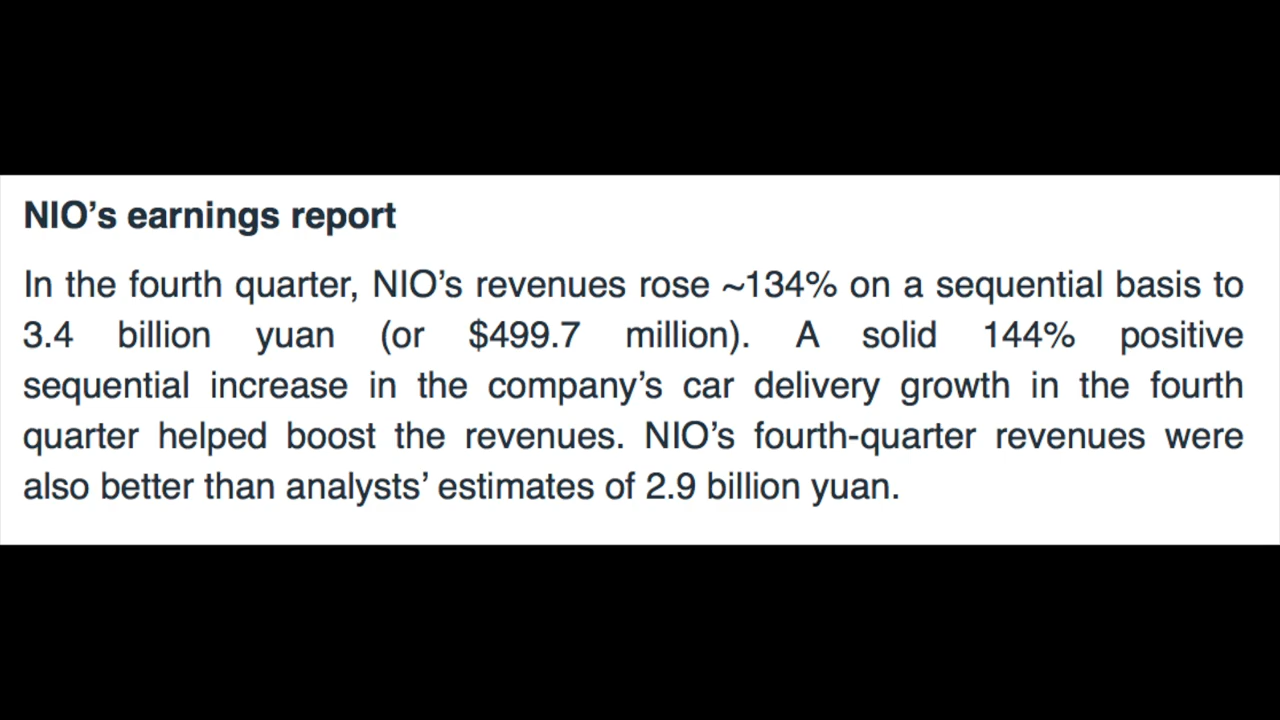 NIO’s earnings report
In the fourth quarter, NIO’s revenues rose ~134% on a sequential basis to
3.4 billion yuan (or $499.7 million). A solid 144% positive
sequential increase in the company’s car delivery growth in the fourth
quarter helped boost the revenues. NIO’s fourth-quarter revenues were
also better than analysts’ estimates of 2.9 billion yuan.